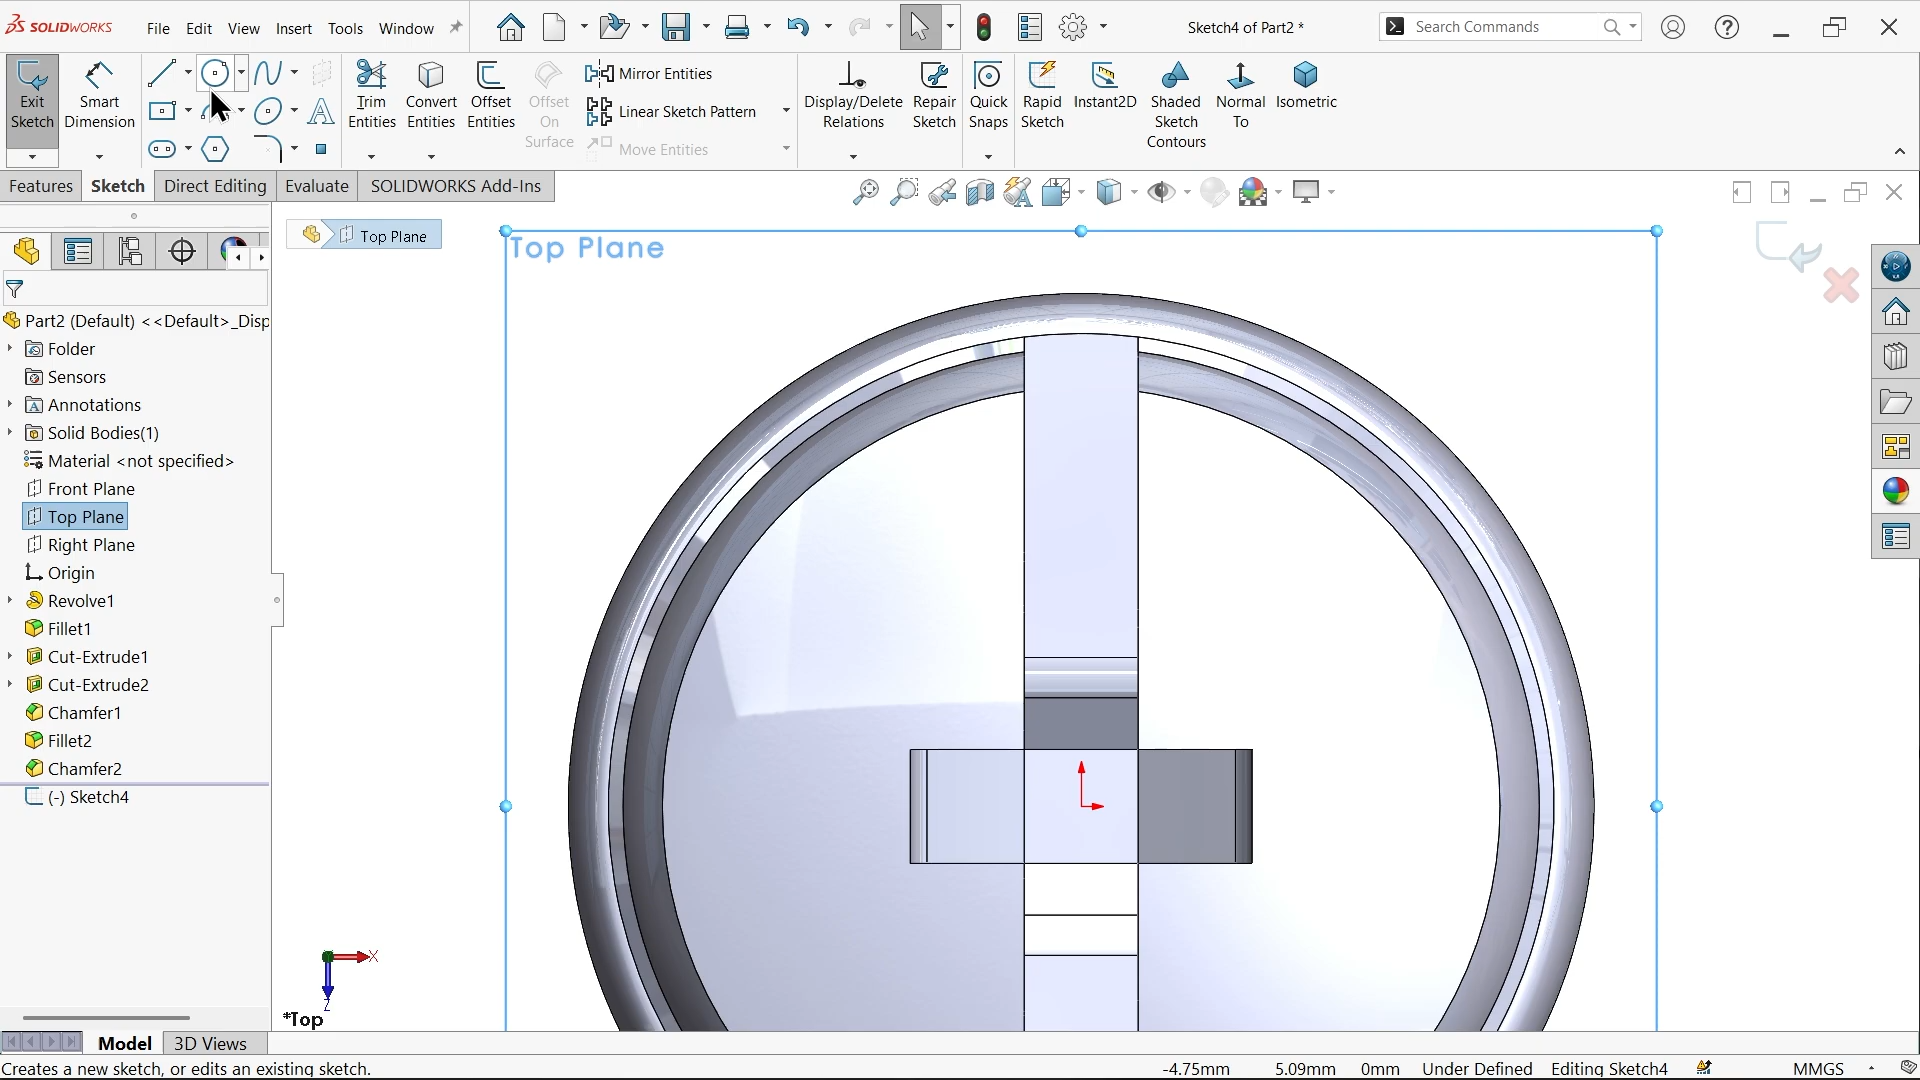 SOLIDWORKS File Edit View Insert Tools Window Sketch4 of Part2 * Search Commands
Exit Sketch
Smart Dimension
Trim Entities
Convert Entities
Offset Entities
Offset On Surface
Mirror Entities
Linear Sketch Pattern
Move Entities
Display/Delete Relations
Repair Sketch
Quick Snaps
Rapid Sketch
Instant2D
Shaded Sketch Contours
Normal To
Isometric
Features Sketch Direct Editing Evaluate SOLIDWORKS Add-Ins
Top Plane
Top Plane
Part2 (Default) <<Default>_Disp
Folder
Sensors
Annotations
Solid Bodies(1)
Material <not specified>
Front Plane
Top Plane
Right Plane
Origin
Revolve1
Fillet1
Cut-Extrude1
Cut-Extrude2
Chamfer1
Fillet2
Chamfer2
(-) Sketch4
X
Z
*Top
Model 3D Views
Creates a new sketch, or edits an existing sketch. -4.75mm 5.09mm 0mm Under Defined Editing Sketch4 MMGS